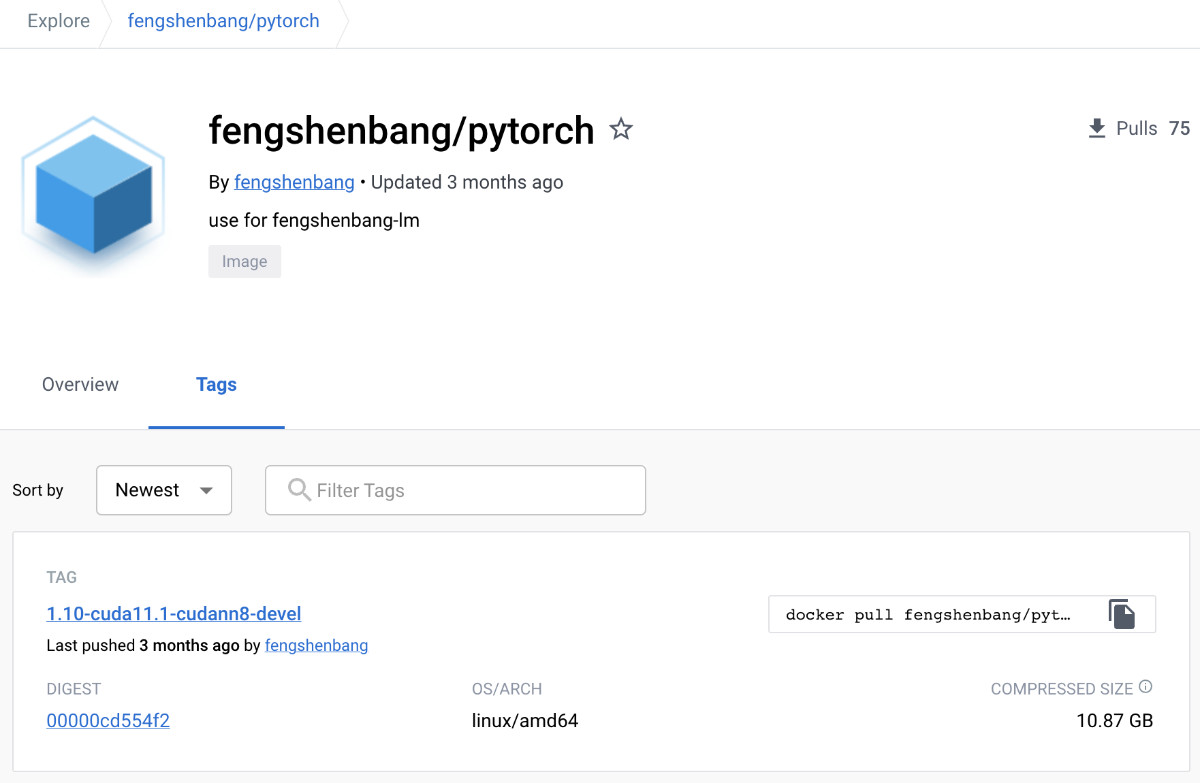 Explore fengshenbang/pytorch
fengshenbang/pytorch
Pulls 75
By fengshenbang • Updated 3 months ago
use for fengshenbang-lm
Image
Overview Tags
Sort by Newest Filter Tags
TAG
1.10-cuda11.1-cudann8-devel
docker pull fengshenbang/pyt…
Last pushed 3 months ago by fengshenbang
DIGEST OS/ARCH COMPRESSED SIZE
00000cd554f2 linux/amd64 10.87 GB